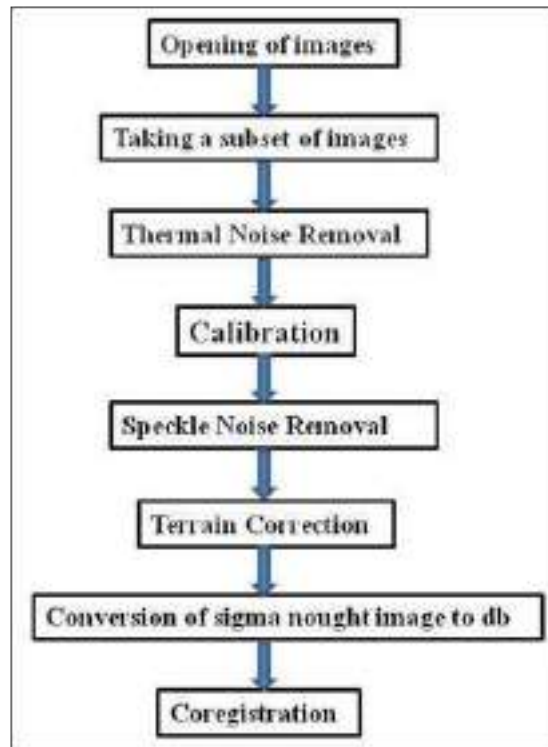 Opening of images
Taking a subset of images
Thermal Noise Removal
Calibration
Speckle Noise Removal
Terrain Correction
Conversion of sigma nought image to db
Coregistration